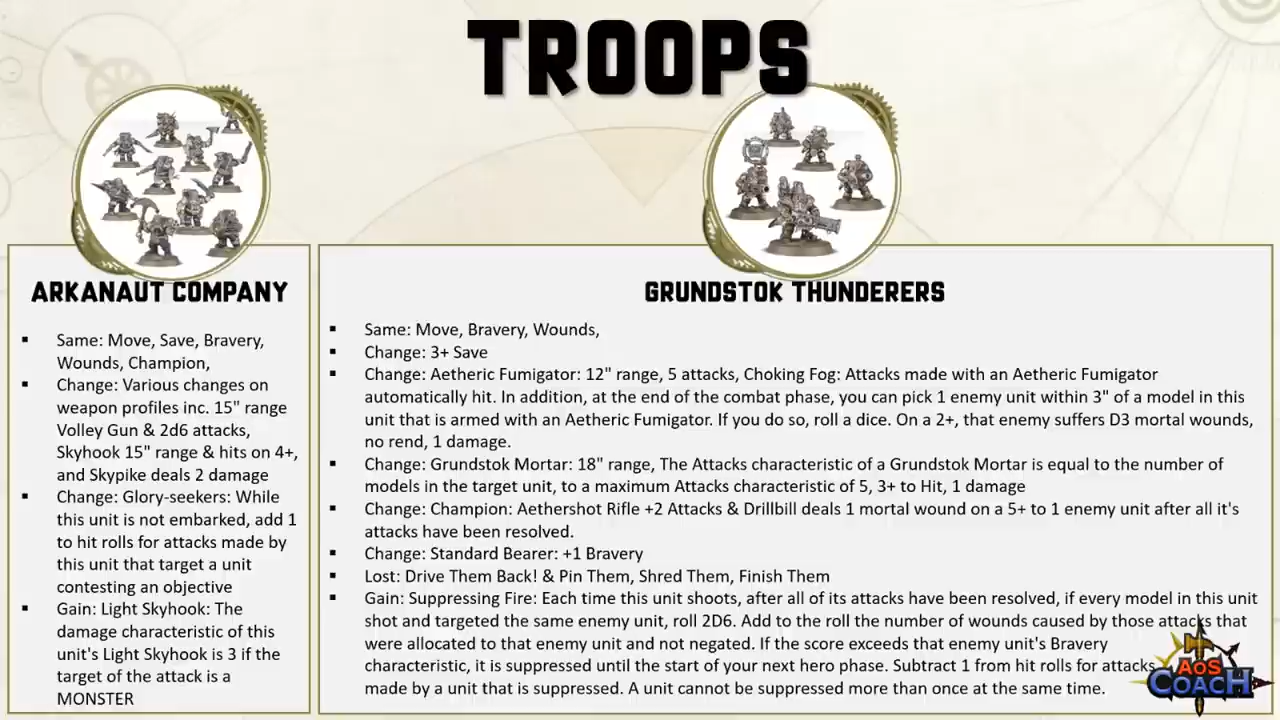 TROOPS
ARKANAUT COMPANY
▪ Same: Move, Save, Bravery,
Wounds, Champion,
▪ Change: Various changes on
weapon profiles inc. 15" range
Volley Gun & 2d6 attacks,
Skyhook 15" range & hits on 4+,
and Skypike deals 2 damage
▪ Change: Glory-seekers: While
this unit is not embarked, add 1
to hit rolls for attacks made by
this unit that target a unit
contesting an objective
▪ Gain: Light Skyhook: The
damage characteristic of this
unit's Light Skyhook is 3 if the
target of the attack is a
MONSTER
GRUNDSTOK THUNDERERS
▪ Same: Move, Bravery, Wounds,
▪ Change: 3+ Save
▪ Change: Aetheric Fumigator: 12" range, 5 attacks, Choking Fog: Attacks made with an Aetheric Fumigator
automatically hit. In addition, at the end of the combat phase, you can pick 1 enemy unit within 3" of a model in this
unit that is armed with an Aetheric Fumigator. If you do so, roll a dice. On a 2+, that enemy suffers D3 mortal wounds,
no rend, 1 damage.
▪ Change: Grundstok Mortar: 18" range, The Attacks characteristic of a Grundstok Mortar is equal to the number of
models in the target unit, to a maximum Attacks characteristic of 5, 3+ to Hit, 1 damage
▪ Change: Champion: Aethershot Rifle +2 Attacks & Drillbill deals 1 mortal wound on a 5+ to 1 enemy unit after all it's
attacks have been resolved.
▪ Change: Standard Bearer: +1 Bravery
▪ Lost: Drive Them Back! & Pin Them, Shred Them, Finish Them
▪ Gain: Suppressing Fire: Each time this unit shoots, after all of its attacks have been resolved, if every model in this unit
shot and targeted the same enemy unit, roll 2D6. Add to the roll the number of wounds caused by those attacks that
were allocated to that enemy unit and not negated. If the score exceeds that enemy unit's Bravery
characteristic, it is suppressed until the start of your next hero phase. Subtract 1 from hit rolls for attacks
made by a unit that is suppressed. A unit cannot be suppressed more than once at the same time.
AoS
COACH